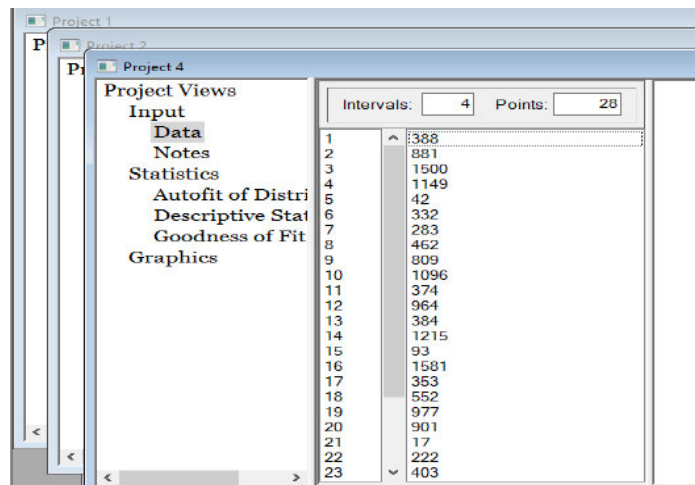 Project 1
P
Project 2
Pr
Project 4
Project Views
Input
Data
Notes
Statistics
Autofit of Distri
Descriptive Stat
Goodness of Fit
Graphics
Intervals: 4 Points: 28
1 388
2 881
3 1500
4 1149
5 42
6 332
7 283
8 462
9 809
10 1096
11 374
12 964
13 384
14 1215
15 93
16 1581
17 353
18 552
19 977
20 901
21 17
22 222
23 403